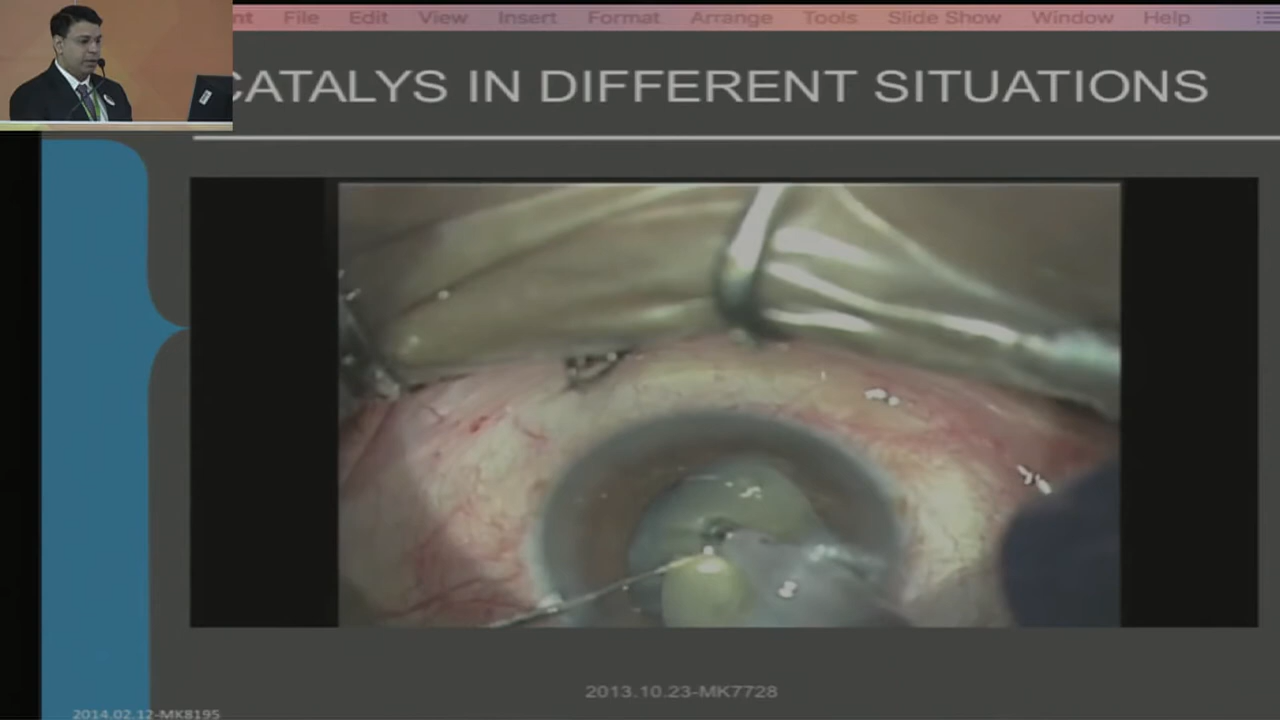 nt File Edit View Insert Format Arrange Tools Slide Show Window Help
CATALYS IN DIFFERENT SITUATIONS
2013.10.23-MK7728
2014.02.12-MK8195